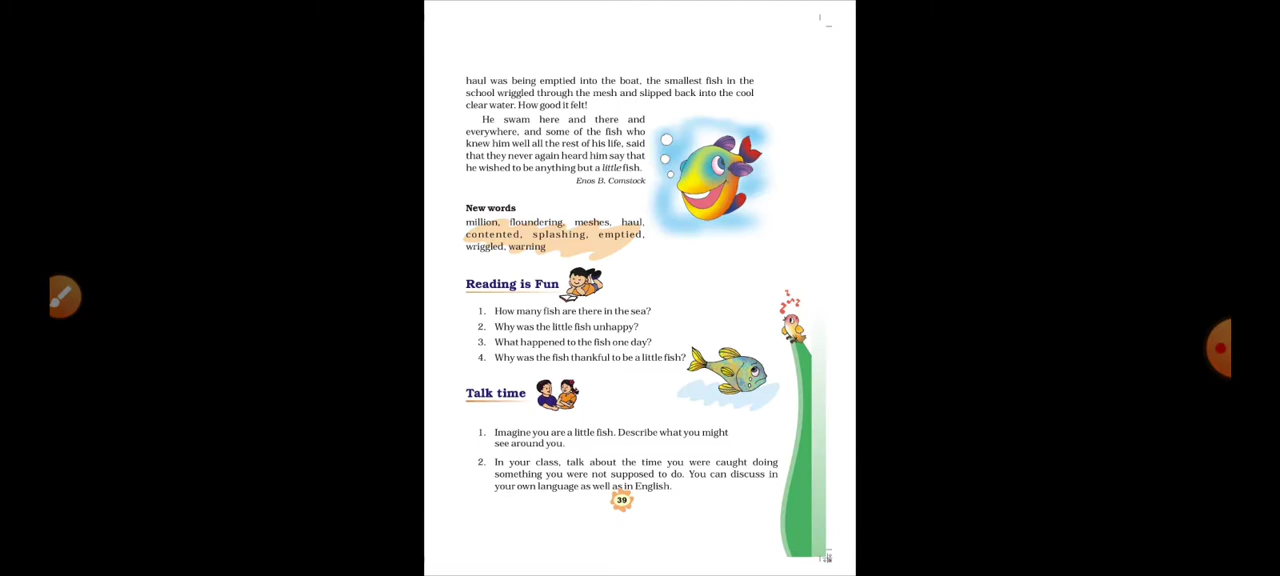 haul was being emptied into the boat, the smallest fish in the
school wriggled through the mesh and slipped back into the cool
clear water. How good it felt!
He swam here and there and
everywhere, and some of the fish who
knew him well all the rest of his life, said
that they never again heard him say that
he wished to be anything but a little fish.
Enos B. Comstock
New words
million, floundering, meshes, haul,
contented, splashing, emptied,
wriggled, warning
Reading is Fun
1. How many fish are there in the sea?
2. Why was the little fish unhappy?
3. What happened to the fish one day?
4. Why was the fish thankful to be a little fish?
Talk time
1. Imagine you are a little fish. Describe what you might
see around you.
2. In your class, talk about the time you were caught doing
something you were not supposed to do. You can discuss in
your own language as well as in English.
39